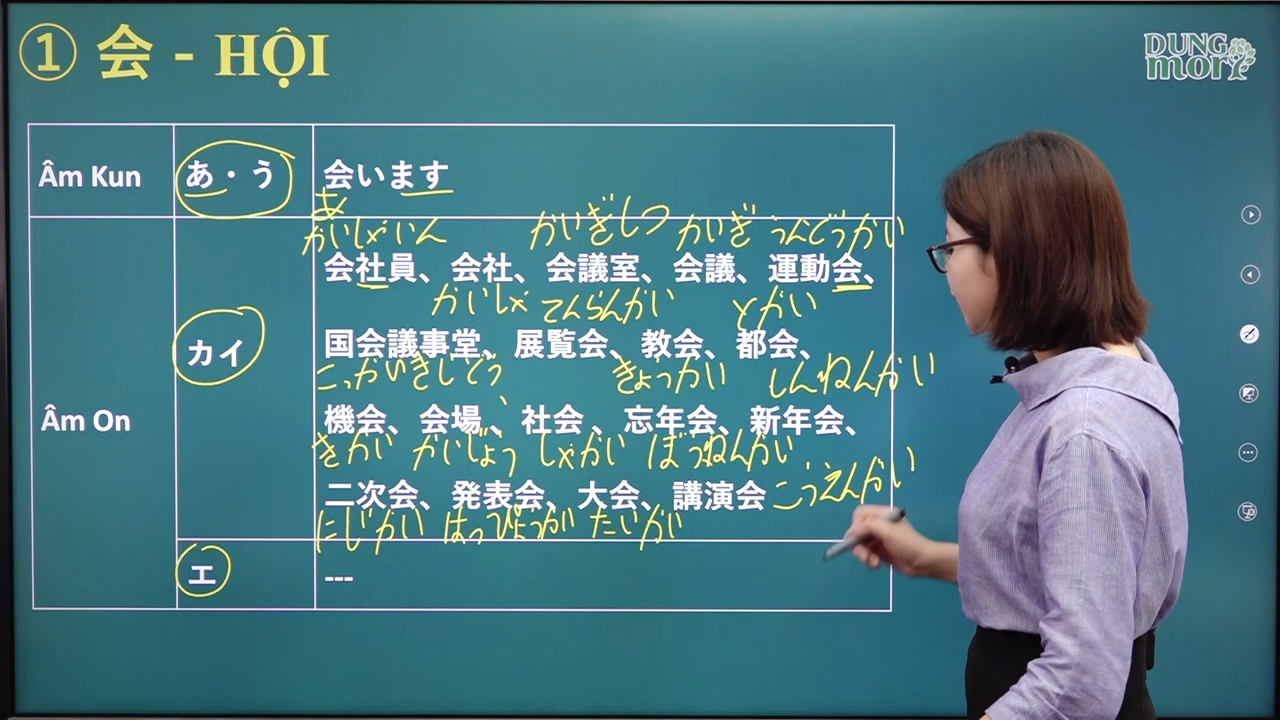 ① 会 - HỘI
DUNG
mori
Âm Kun
あ・う
会います
あ
かいしゃいん
かいぎしつ
かいぎ
うんどうかい
会社員、会社、会議室、会議、運動会、
かいしゃ
てんらんかい
とかい
カイ
国会議事堂、展覧会、教会、都会、
こっかいぎじどう
きょうかい
しんねんかい
Âm On
機会、会場、、社会、忘年会、新年会、
きかい
かいじょう
しゃかい
ぼうねんかい
二次会、発表会、大会、講演会
こうえんかい
にじかい
はっぴょうかい
たいかい
エ
---